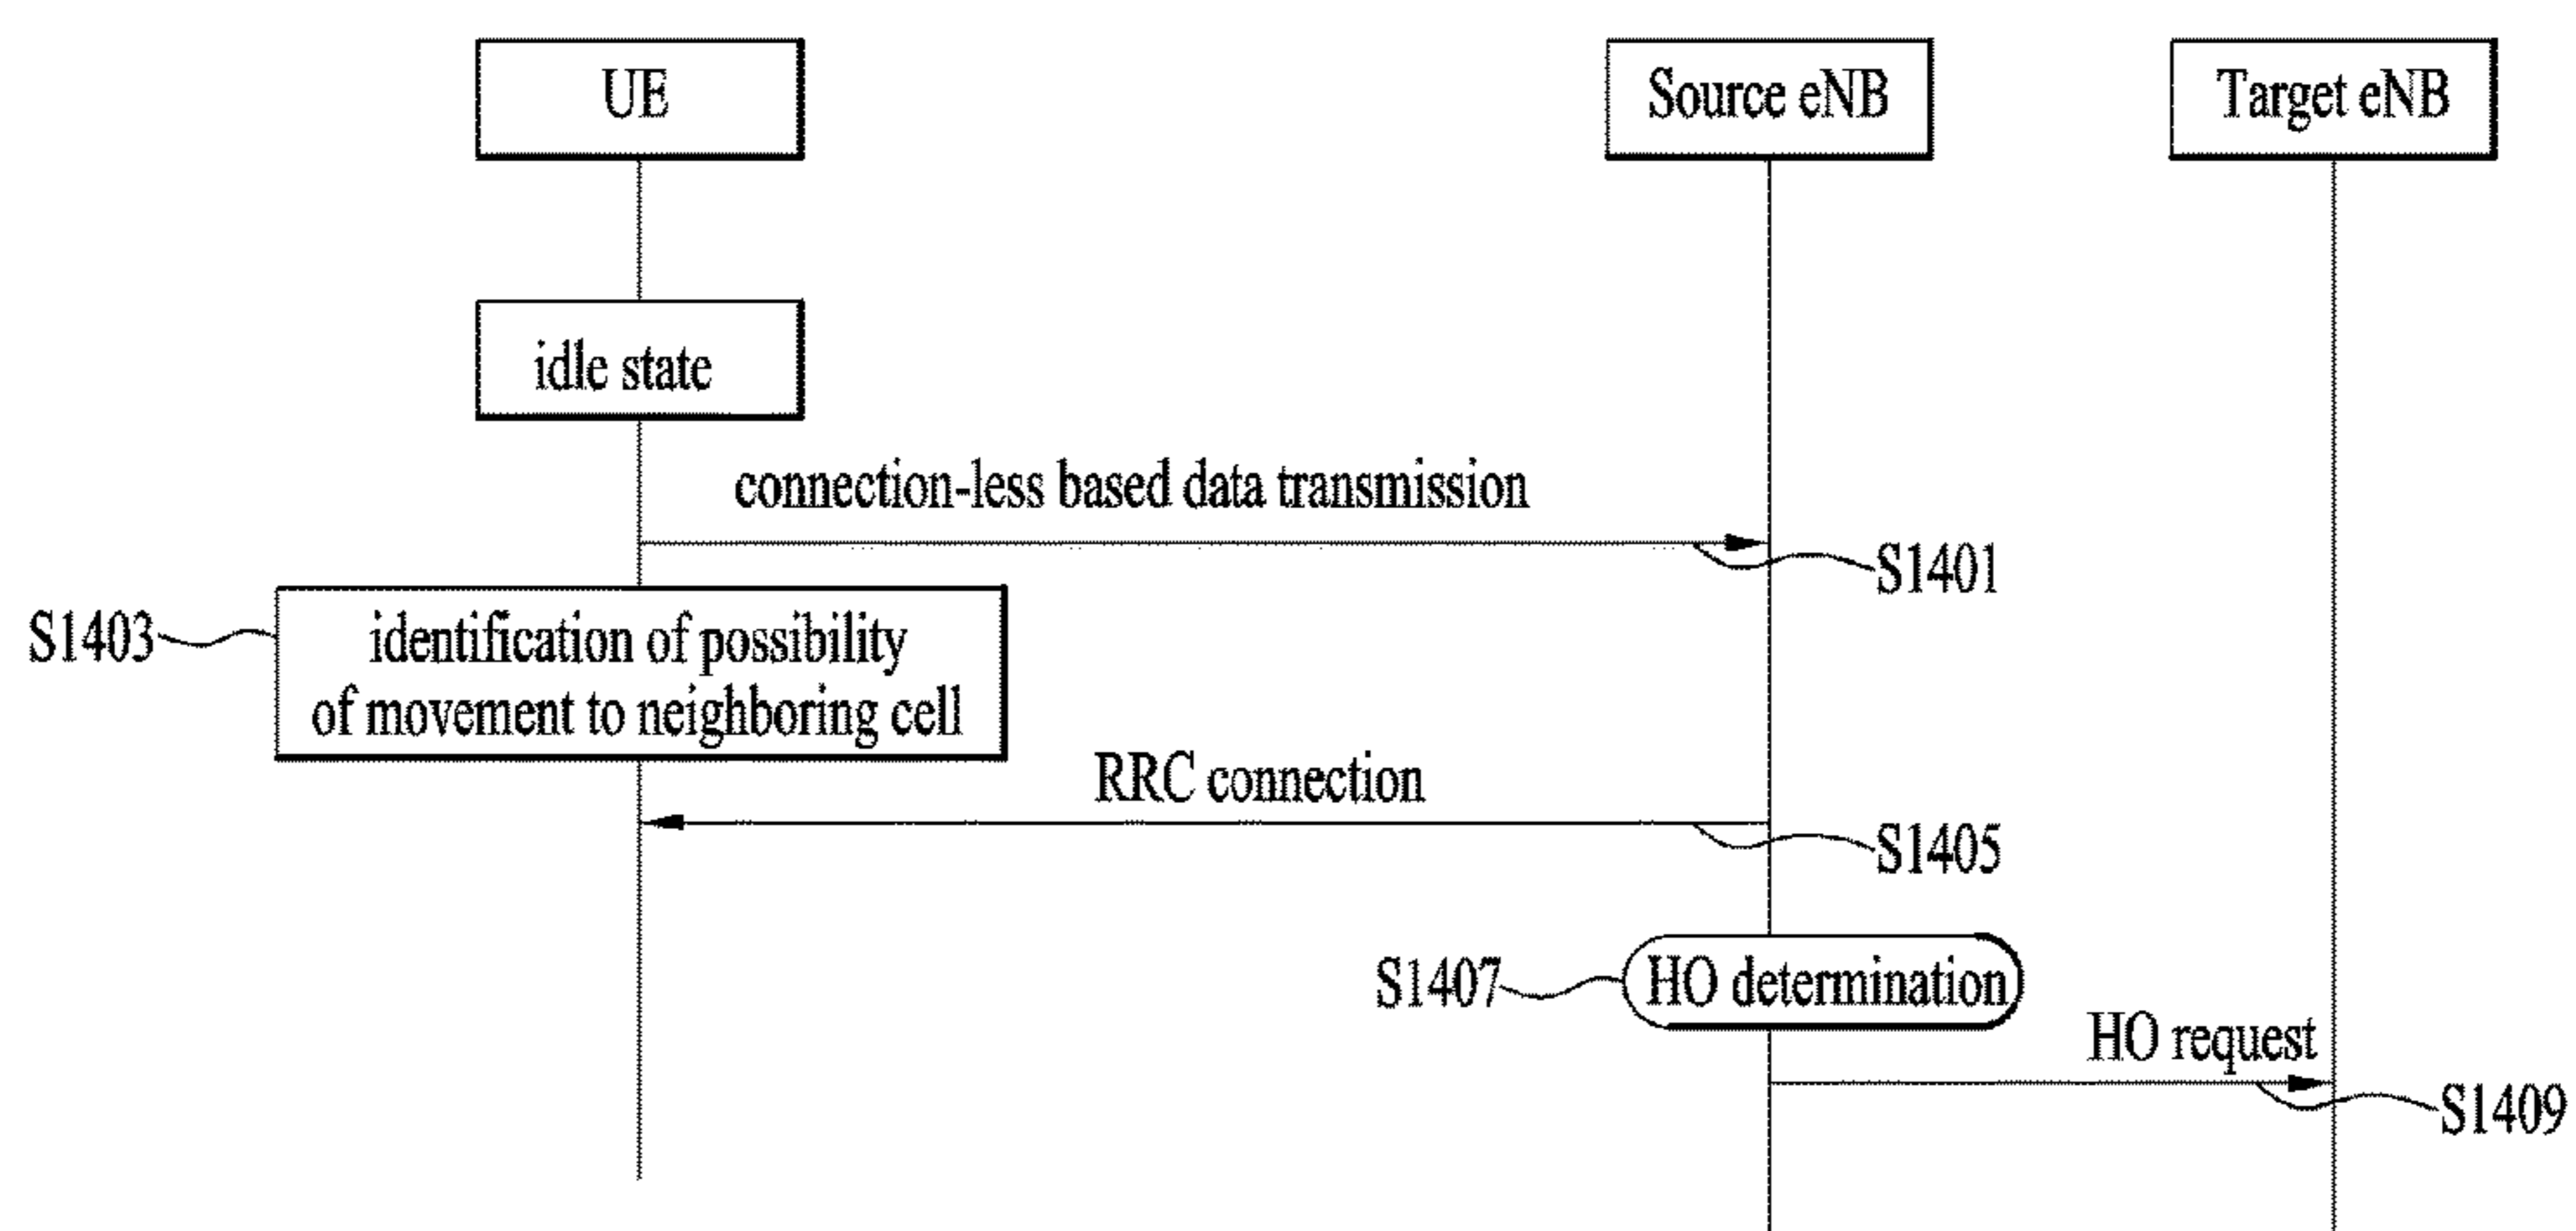 UE
Source eNB
Target eNB
idle state
connection-less based data transmission
S1401
S1403
identification of possibility
of movement to neighboring cell
RRC connection
S1405
S1407
HO determination
HO request
S1409